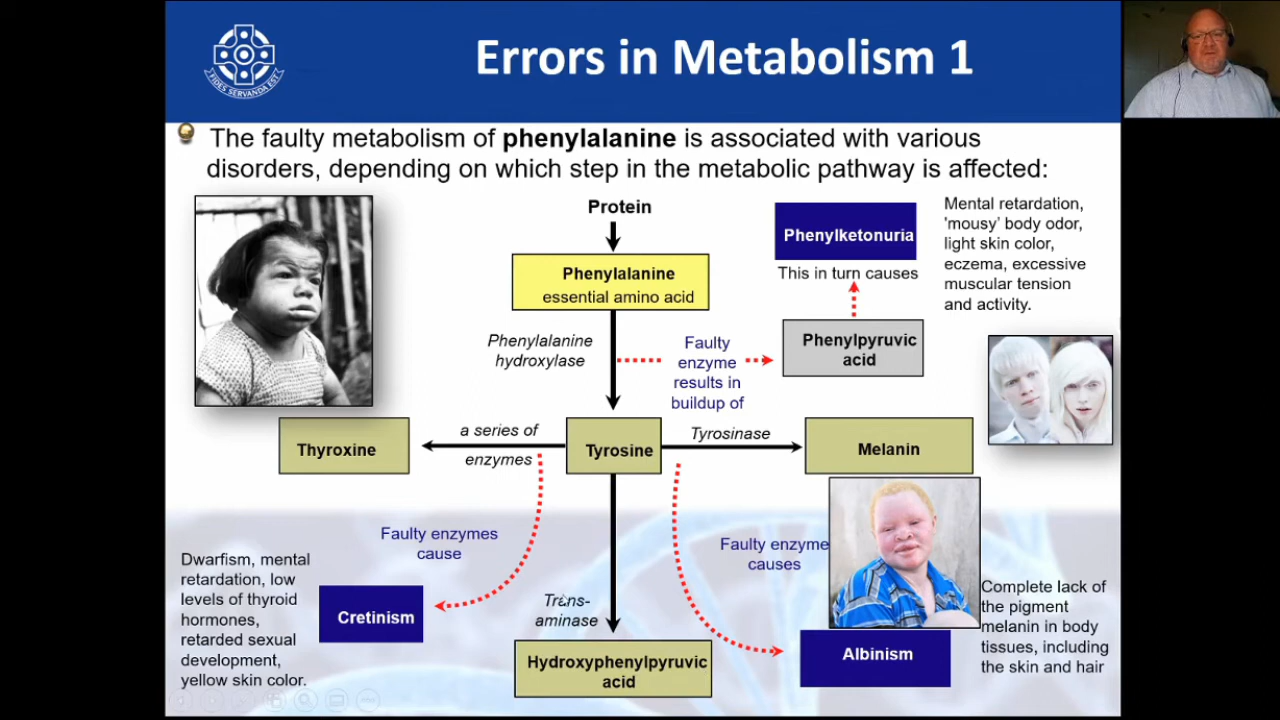 Errors in Metabolism 1
FIDES SERVANDA EST
The faulty metabolism of phenylalanine is associated with various
disorders, depending on which step in the metabolic pathway is affected:
Protein
Phenylalanine
essential amino acid
Phenylalanine
hydroxylase
Faulty
enzyme
results in
buildup of
Phenylpyruvic
acid
This in turn causes
Phenylketonuria
Mental retardation,
'mousy' body odor,
light skin color,
eczema, excessive
muscular tension
and activity.
Thyroxine
a series of
enzymes
Tyrosine
Tyrosinase
Melanin
Faulty enzymes
cause
Cretinism
Dwarfism, mental
retardation, low
levels of thyroid
hormones,
retarded sexual
development,
yellow skin color.
Trans-
aminase
Hydroxyphenylpyruvic
acid
Faulty enzyme
causes
Albinism
Complete lack of
the pigment
melanin in body
tissues, including
the skin and hair